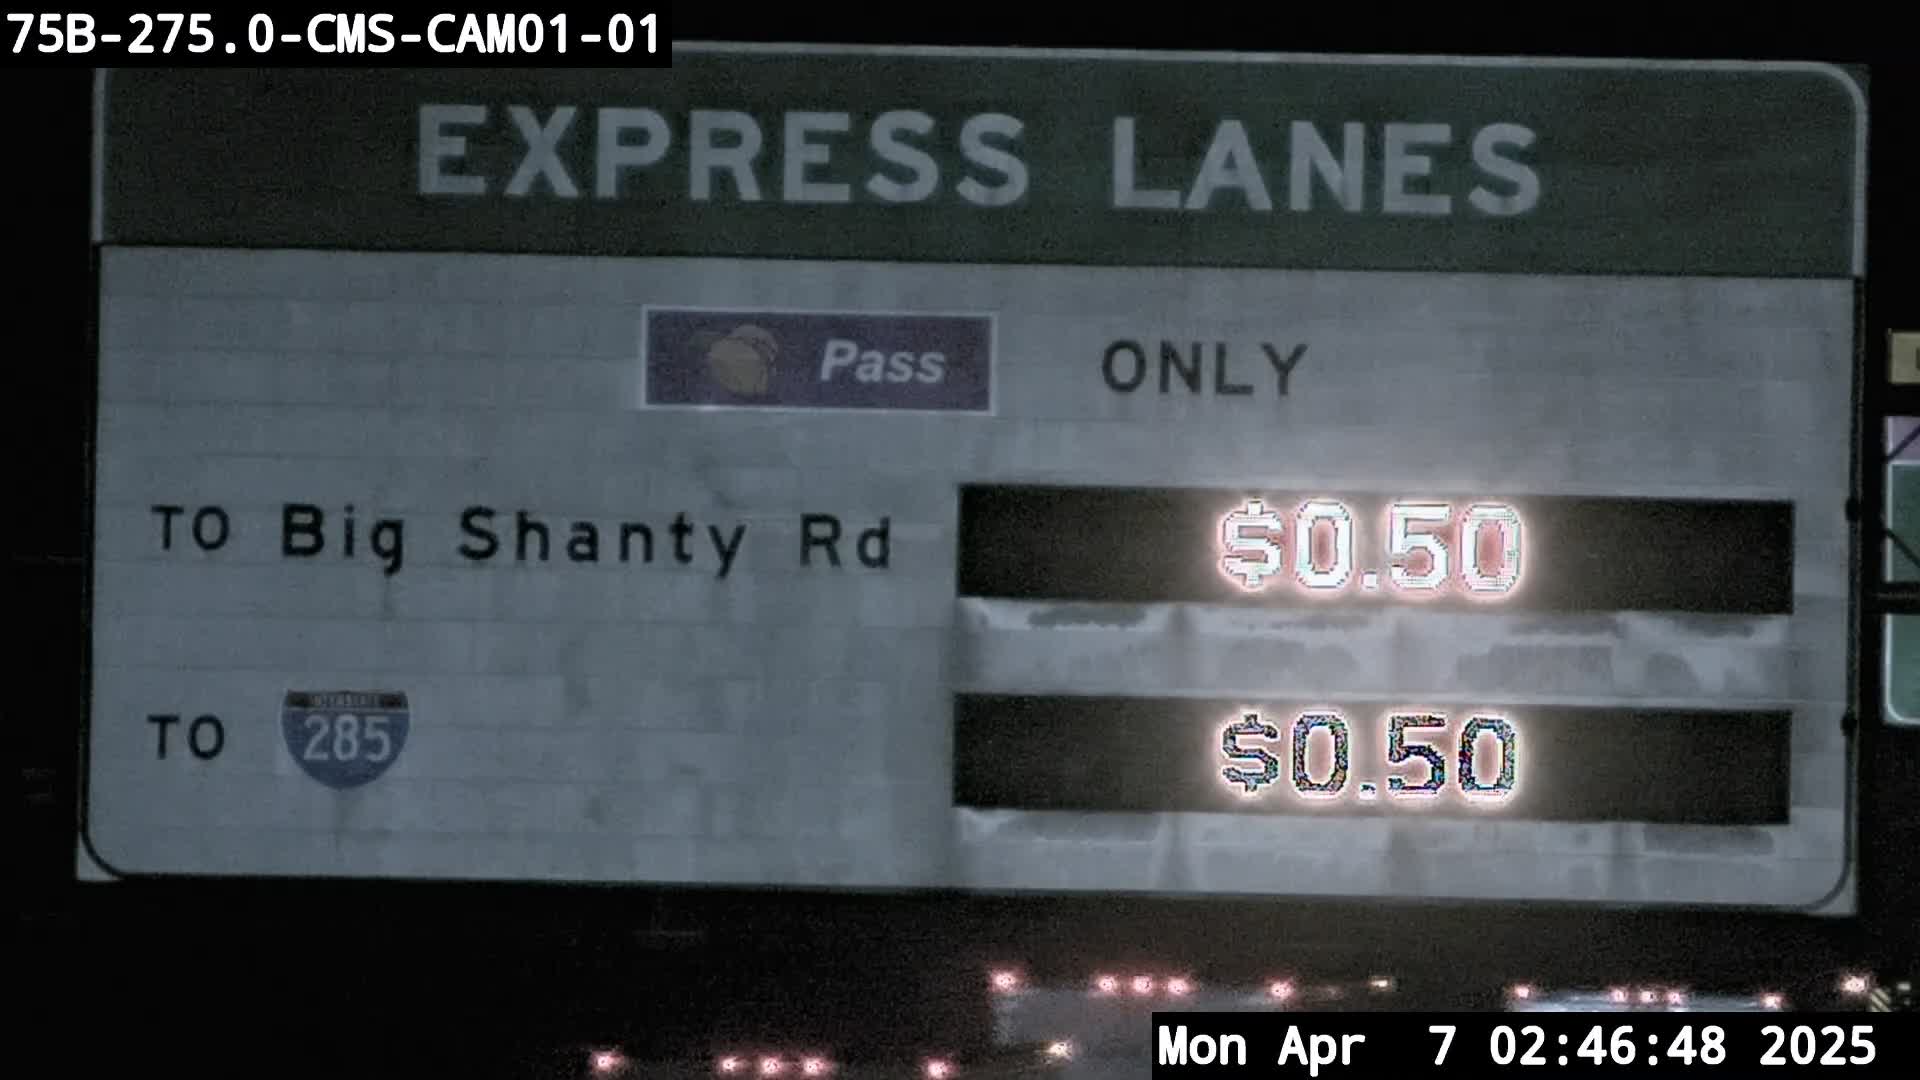 75B-275.0-CMS-CAM01-01
EXPRESS LANES
Pass ONLY
TO Big Shanty Rd $0.50
TO INTERSTATE 285 $0.50
Mon Apr 7 02:46:48 2025